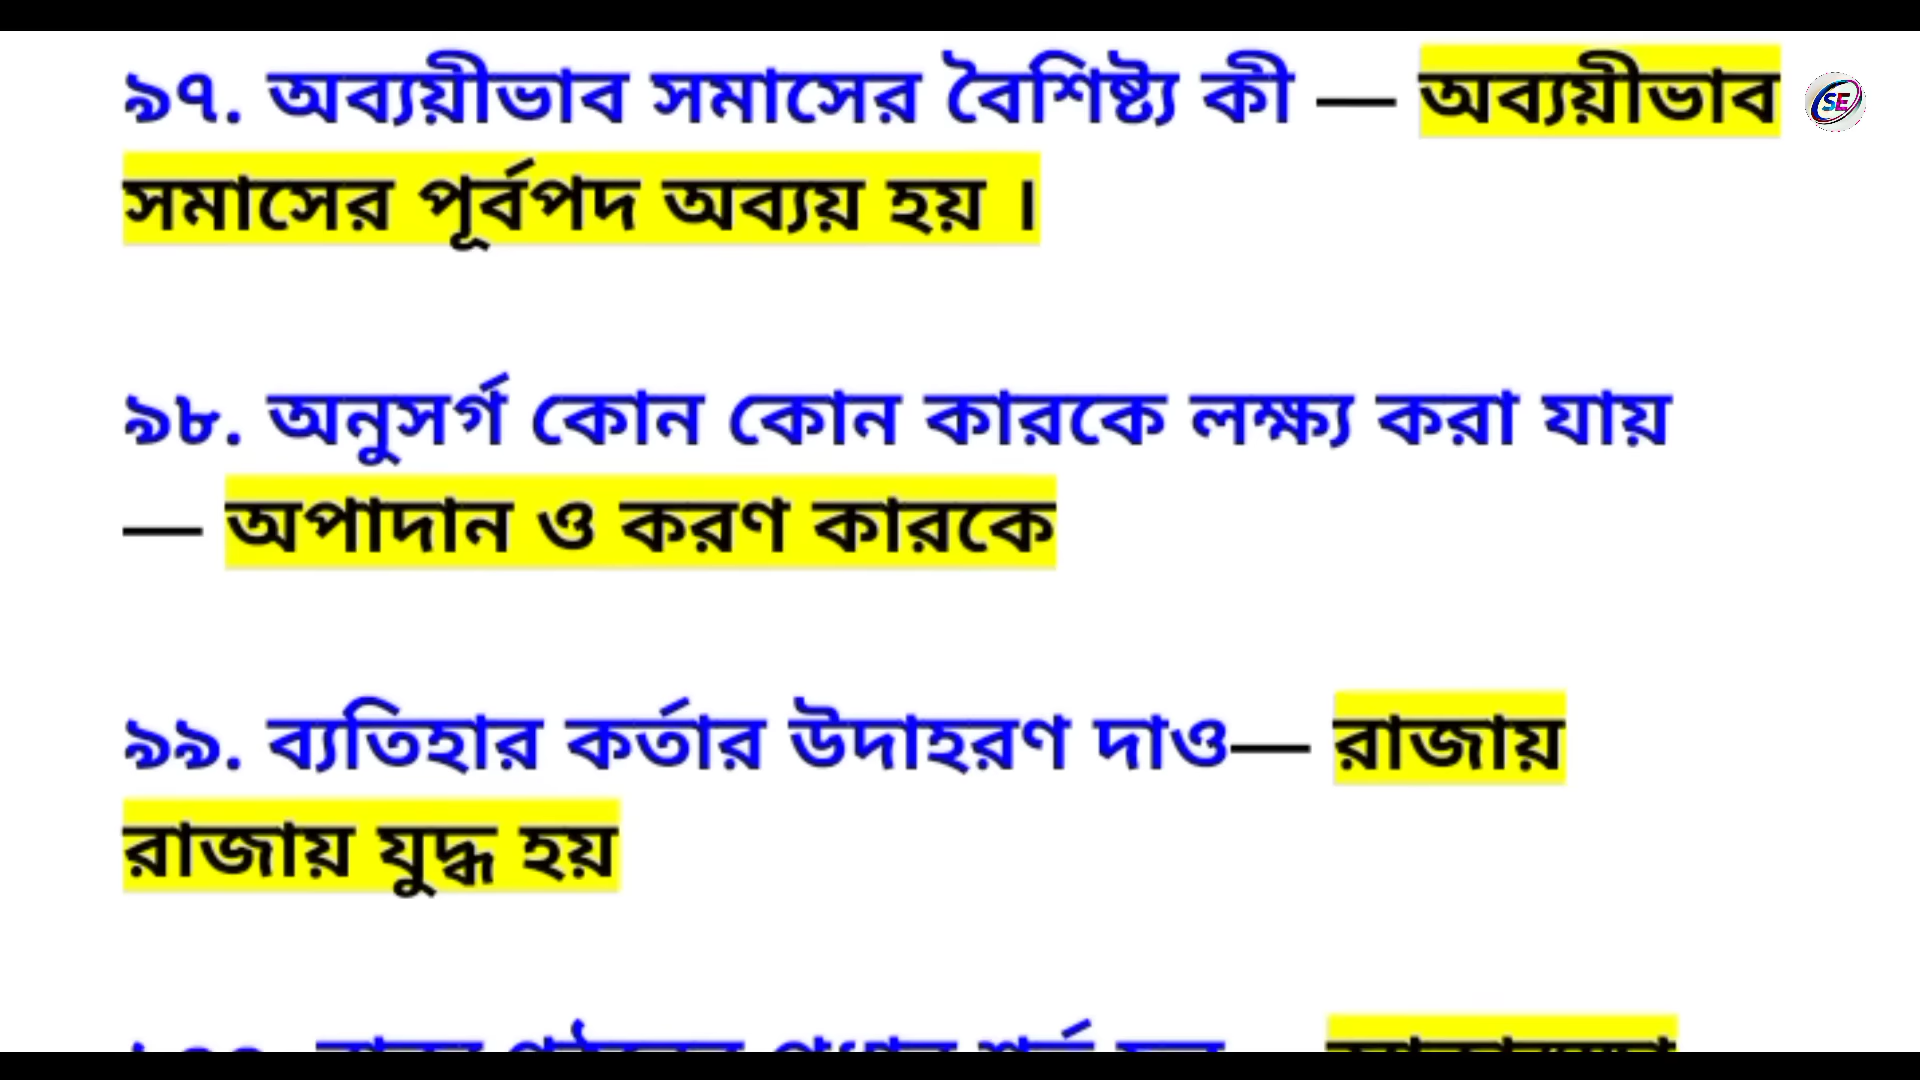 ৯৭. অব্যয়ীভাব সমাসের বৈশিষ্ট্য কী — অব্যয়ীভাব
সমাসের পূর্বপদ অব্যয় হয় ।
৯৮. অনুসর্গ কোন কোন কারকে লক্ষ্য করা যায়
— অপাদান ও করণ কারকে
৯৯. ব্যতিহার কর্তার উদাহরণ দাও— রাজায়
রাজায় যুদ্ধ হয়
SE